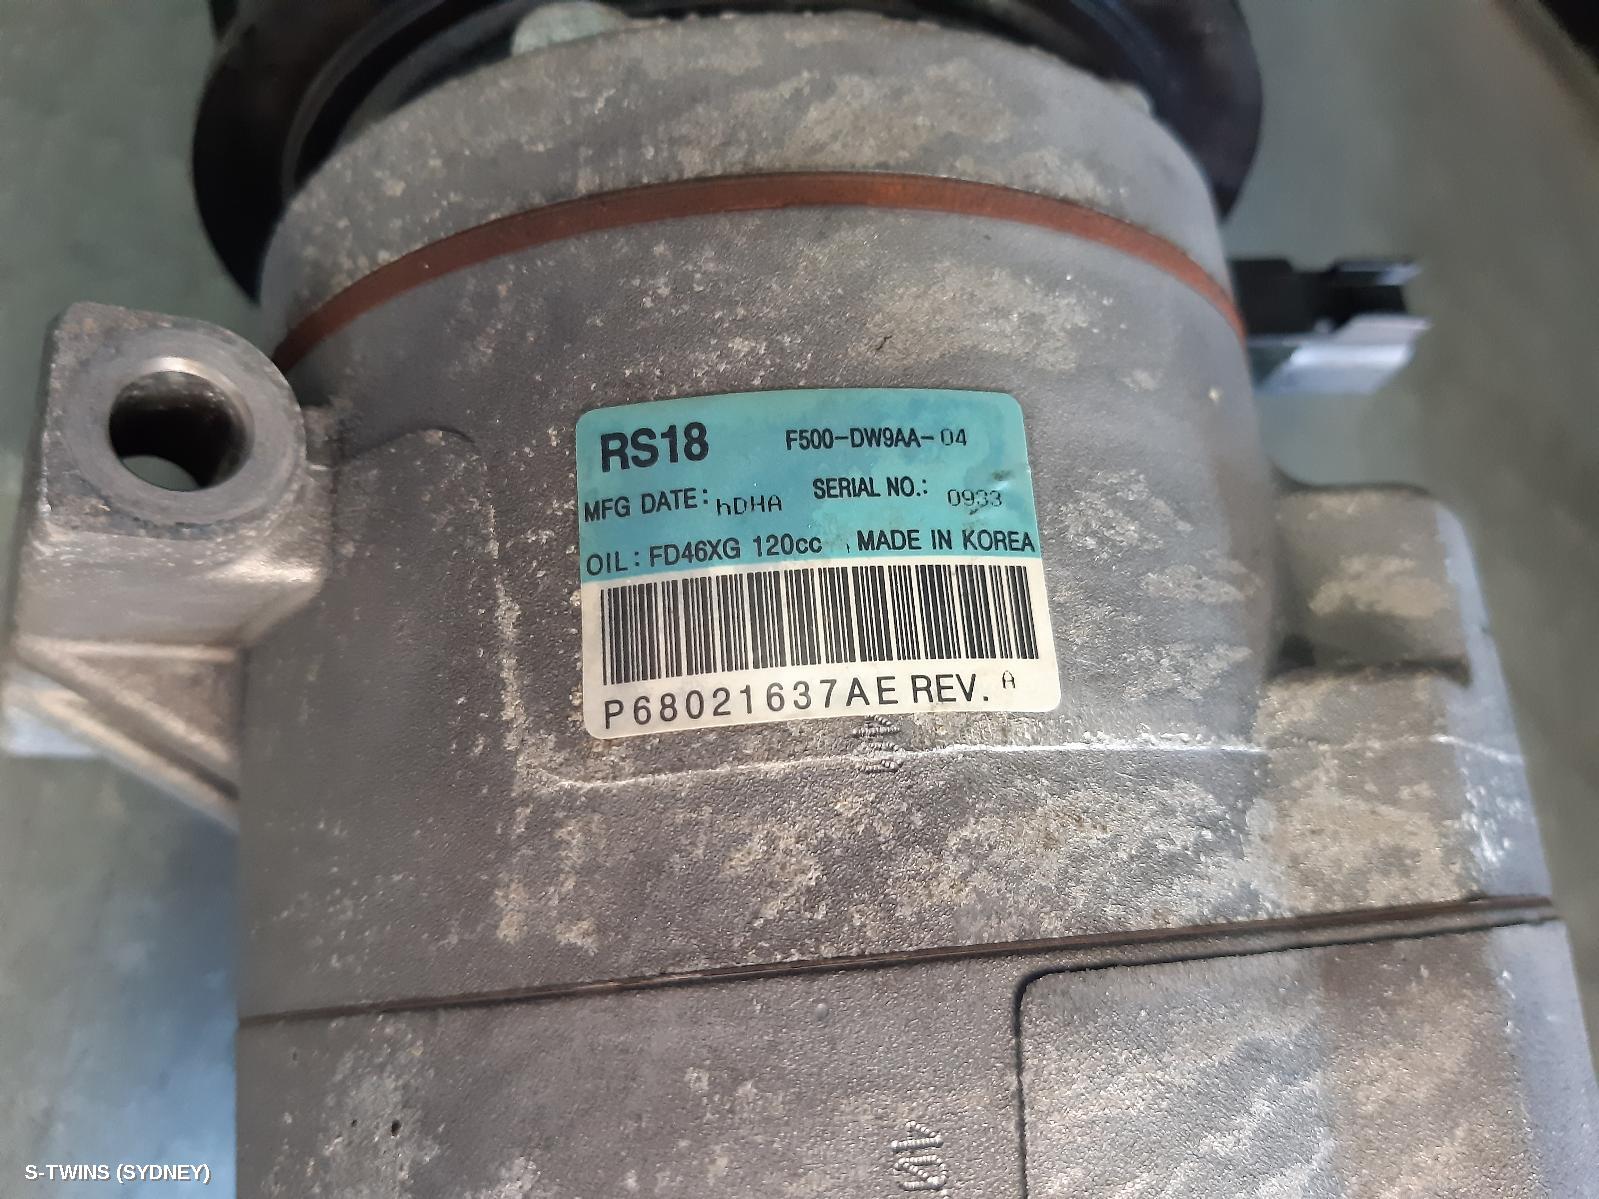 RS18 F500-DW9AA-04
MFG DATE: hDHA SERIAL NO.: 0933
OIL: FD46XG 120cc MADE IN KOREA
P68021637AE REV. A
S-TWINS (SYDNEY)